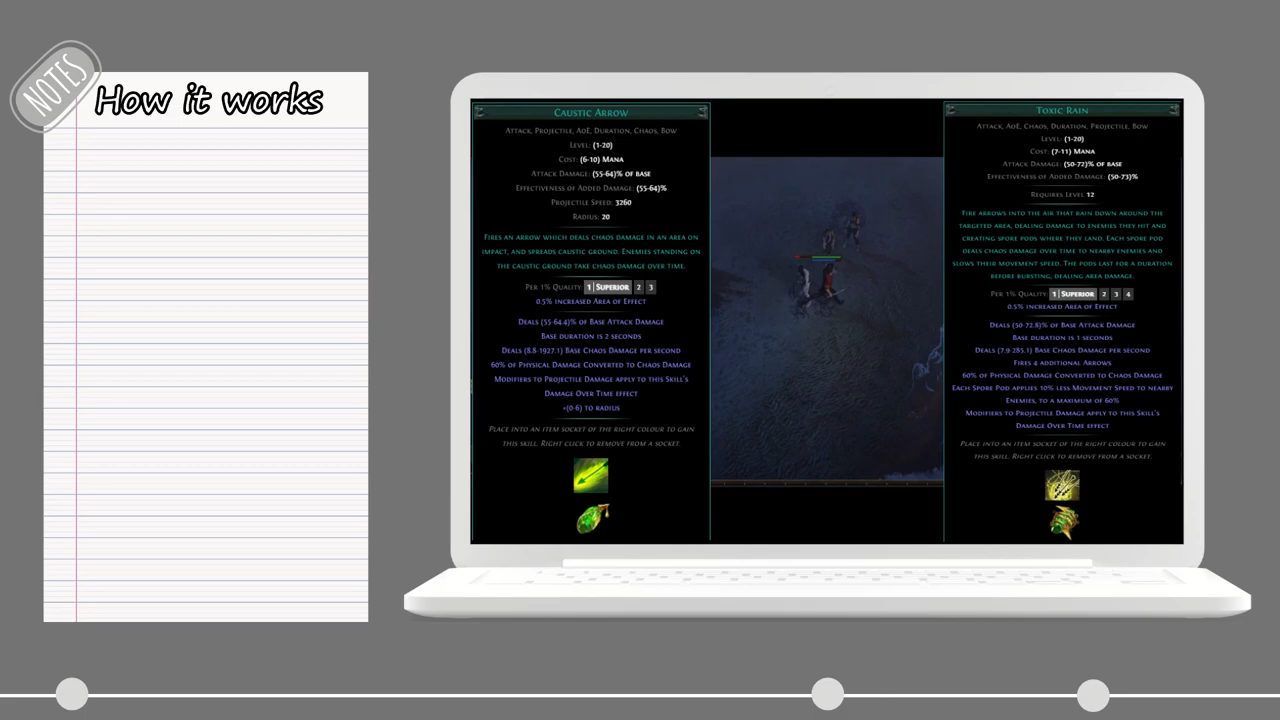 NOTES
How it works
Caustic Arrow
Attack, Projectile, AoE, Duration, Chaos, Bow
Level: (1-20)
Cost: (6-10) Mana
Attack Damage: (55-64)% of base
Effectiveness of Added Damage: (55-64)%
Projectile Speed: 3260
Radius: 20
Fires an arrow which deals chaos damage in an area on
impact, and spreads caustic ground. Enemies standing on
the caustic ground take chaos damage over time.
Per 1% Quality: 1 | Superior 2 3
0.5% increased Area of Effect
Deals (55-64.4)% of Base Attack Damage
Base duration is 2 seconds
Deals (8.8-1927.1) Base Chaos Damage per second
60% of Physical Damage Converted to Chaos Damage
Modifiers to Projectile Damage apply to this Skill's
Damage Over Time effect
+(0-6) to radius
Place into an item socket of the right colour to gain
this skill. Right click to remove from a socket.
Toxic Rain
Attack, AoE, Chaos, Duration, Projectile, Bow
Level: (1-20)
Cost: (7-11) Mana
Attack Damage: (50-72)% of base
Effectiveness of Added Damage: (50-73)%
Requires Level 12
Fire arrows into the air that rain down around the
targeted area, dealing damage to enemies they hit and
creating spore pods where they land. Each spore pod
deals chaos damage over time to nearby enemies and
slows their movement speed. The pods last for a duration
before bursting, dealing area damage.
Per 1% Quality: 1 | Superior 2 3 4
0.5% increased Area of Effect
Deals (50-72.8)% of Base Attack Damage
Base duration is 1 seconds
Deals (7.9-285.1) Base Chaos Damage per second
Fires 4 additional Arrows
60% of Physical Damage Converted to Chaos Damage
Each Spore Pod applies 10% less Movement Speed to nearby
Enemies, to a maximum of 60%
Modifiers to Projectile Damage apply to this Skill's
Damage Over Time effect
Place into an item socket of the right colour to gain
this skill. Right click to remove from a socket.